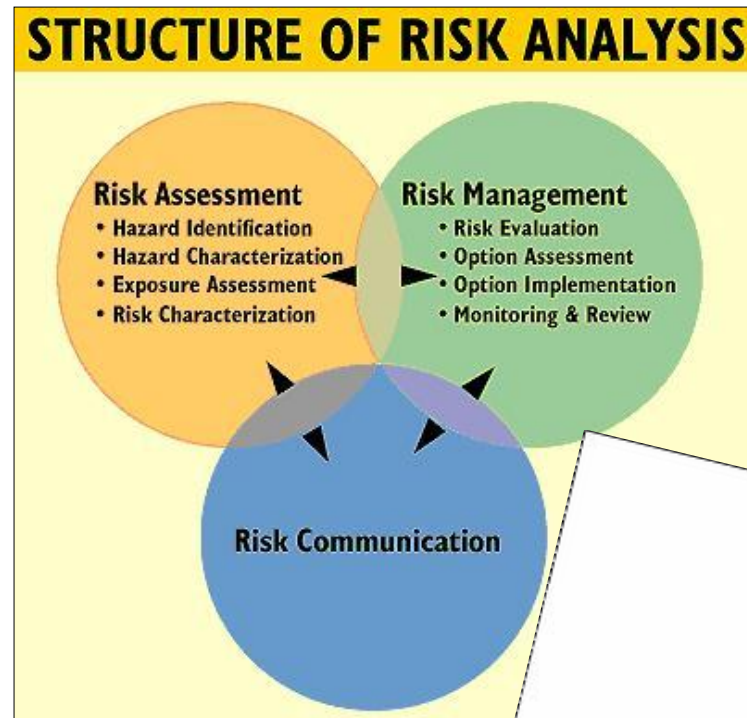 STRUCTURE OF RISK ANALYSIS
Risk Assessment
• Hazard Identification
• Hazard Characterization
• Exposure Assessment
• Risk Characterization
Risk Management
• Risk Evaluation
• Option Assessment
• Option Implementation
• Monitoring & Review
Risk Communication